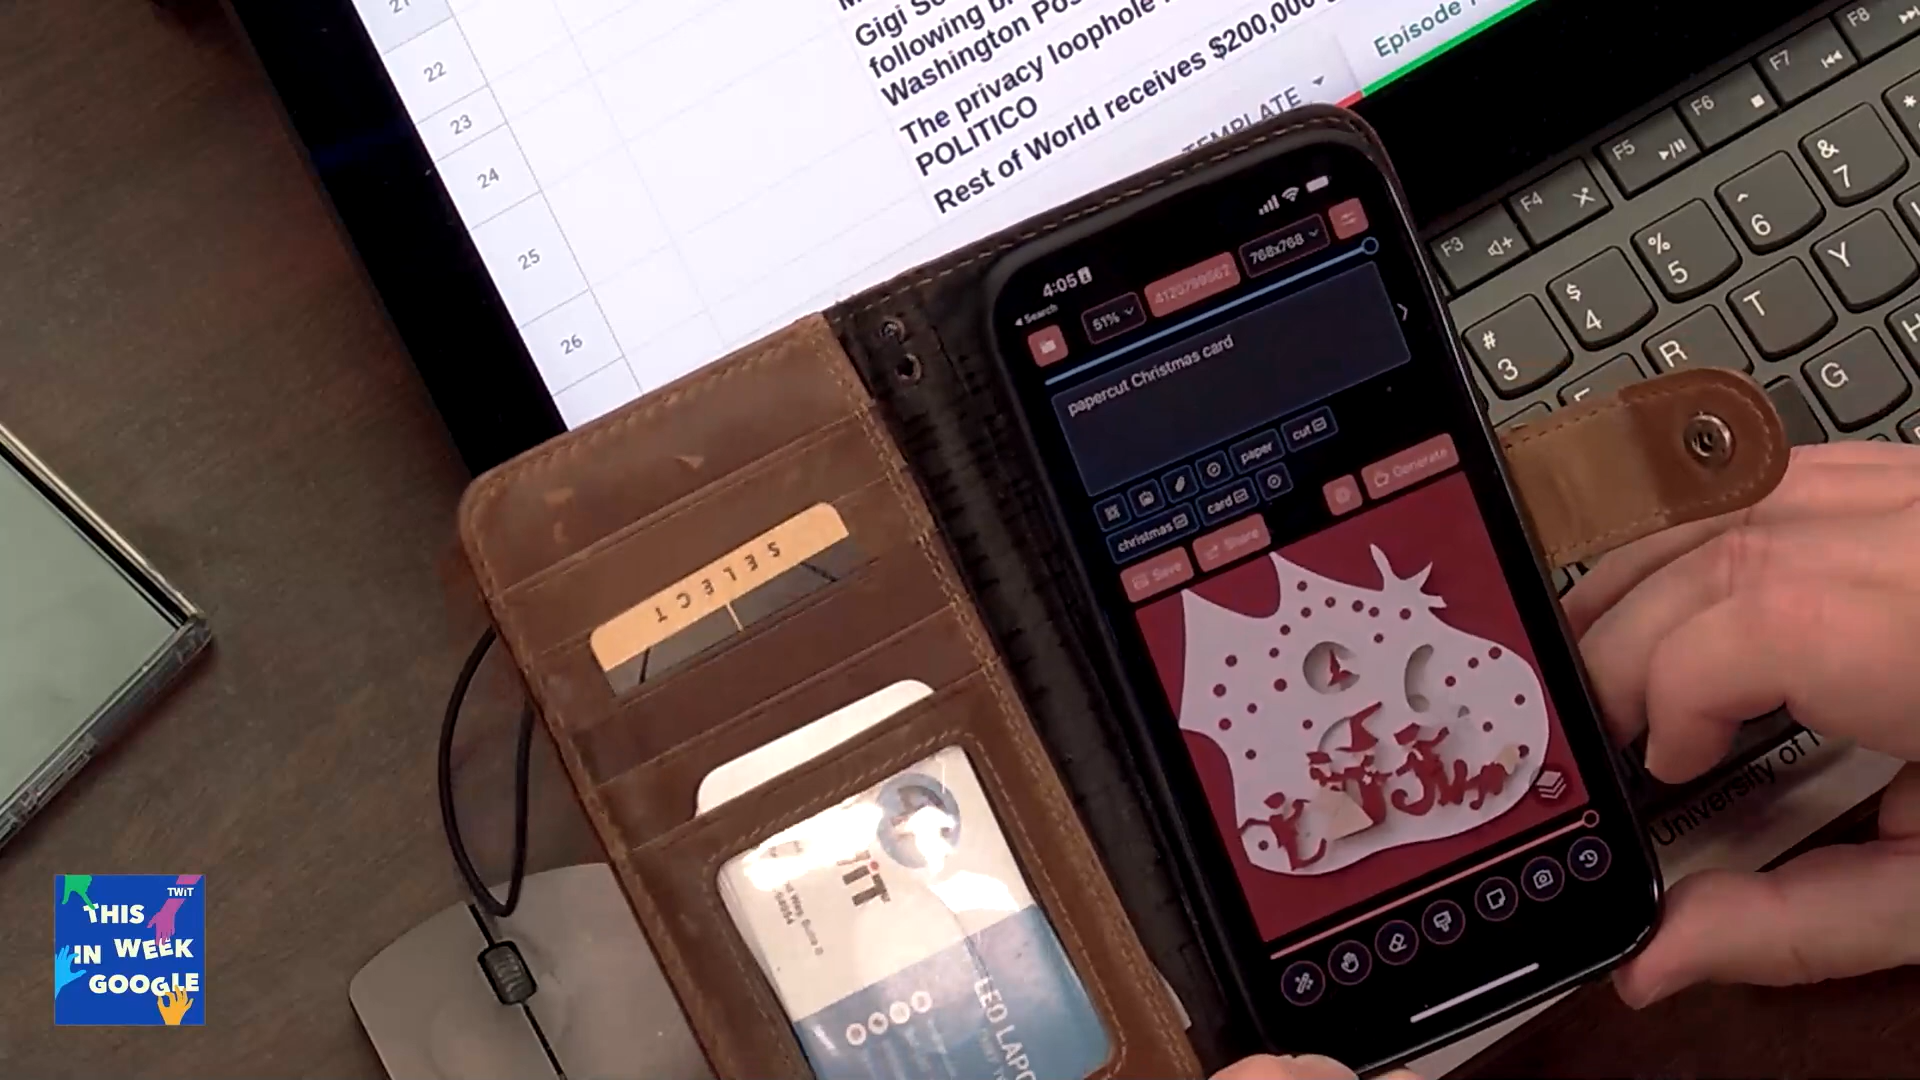 22
23
24
25
26
Gigi
following
Washington
The privacy loophole
POLITICO
Rest of World receives $200,000
TEMPLATE
Episode
F3
F4
F5
F6
F7
F8
#
3
$
4
%
5
^
6
&
7
R
T
Y
G
4:05
Search
51%
4123799562
768x768
papercut Christmas card
paper
cut
christmas
card
Generate
Save
Share
SELECT
University of
LEO LAPO
TWiT
THIS
IN WEEK
GOOGLE